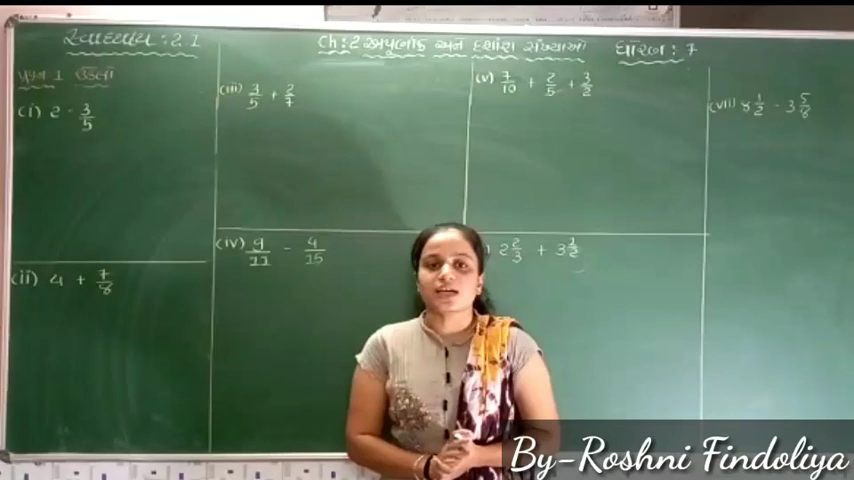 સ્વાધ્યાય : 2.1
Ch : 2 અપૂર્ણાંક અને દશાંશ સંખ્યાઓ
ધોરણ : 7
પ્રશ્ન 1 ઉકેલો
(i) 2 - 3/5
(ii) 4 + 7/8
(iii) 3/5 + 2/7
(iv) 9/11 - 4/15
(v) 7/10 + 2/5 + 3/2
2 2/3 + 3 1/2
(vii) 8 1/2 - 3 5/8
By-Roshni Findoliya